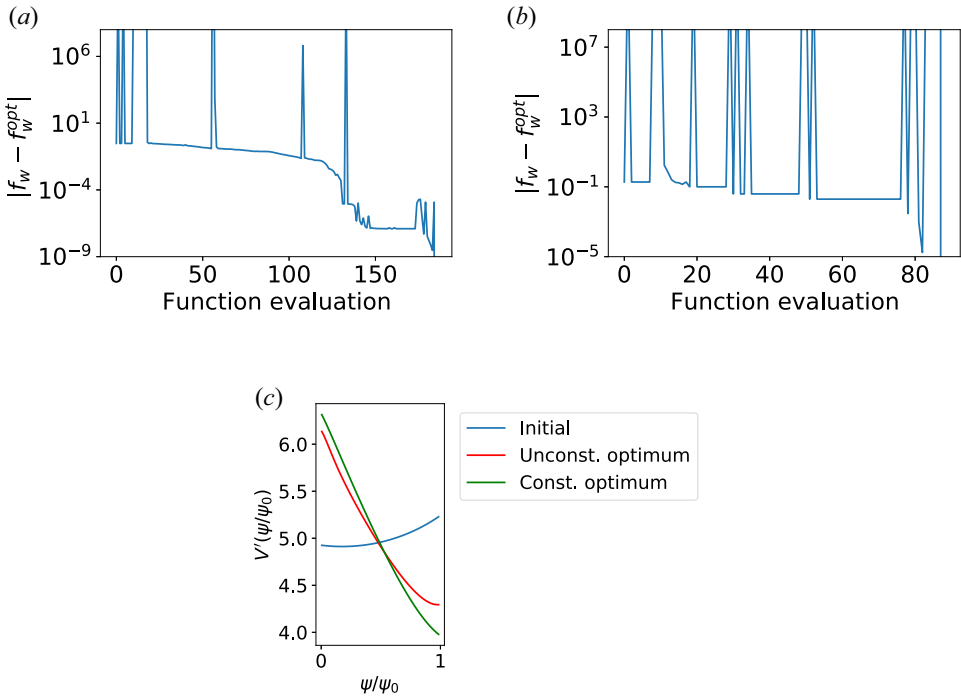 (a)
10^6
10^1
10^-4
10^-9
|f_w − f_w^opt|
0 50 100 150
Function evaluation
(b)
10^7
10^3
10^-1
10^-5
|f_w − f_w^opt|
0 20 40 60 80
Function evaluation
(c)
6.0
5.5
5.0
4.5
4.0
V′(ψ/ψ₀)
0 1
ψ/ψ₀
Initial
Unconst. optimum
Const. optimum